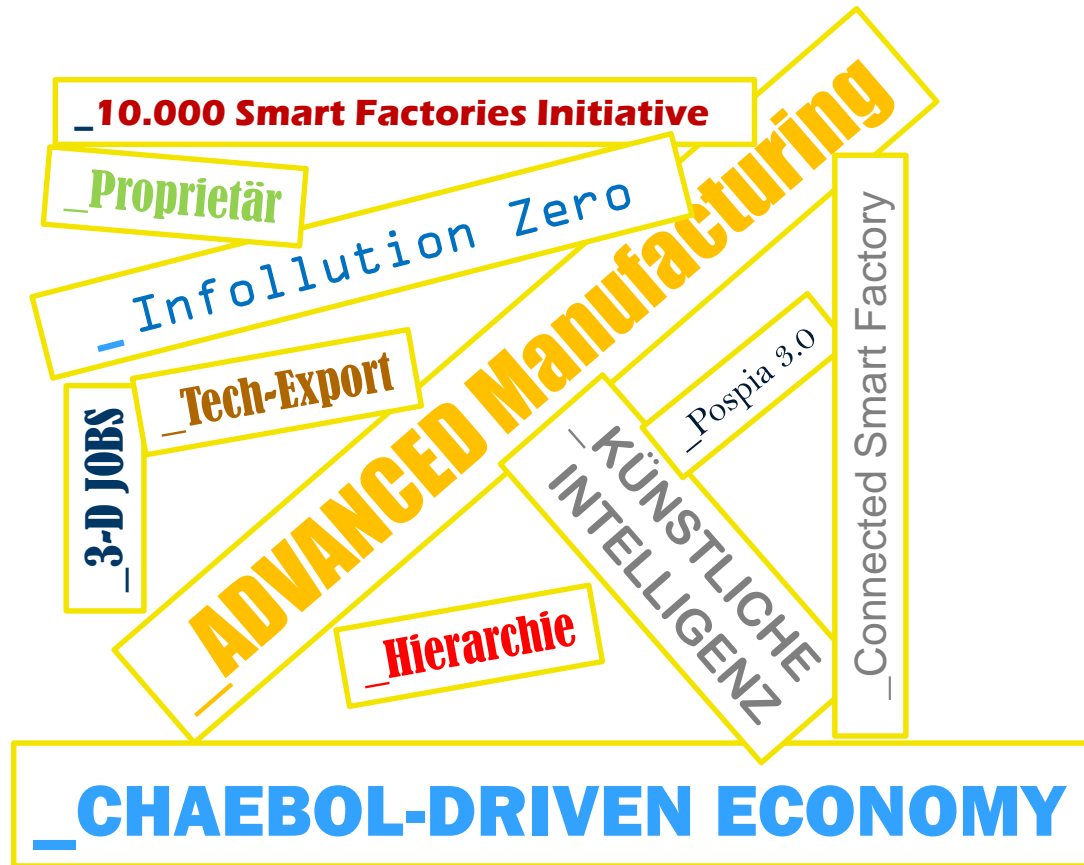 _10.000 Smart Factories Initiative
_Proprietär
_Infollution Zero
_ADVANCED Manufacturing
_Tech-Export
_3-D JOBS
_Pospia 3.0
_Connected Smart Factory
_KÜNSTLICHE
INTELLIGENZ
_Hierarchie
_CHAEBOL-DRIVEN ECONOMY